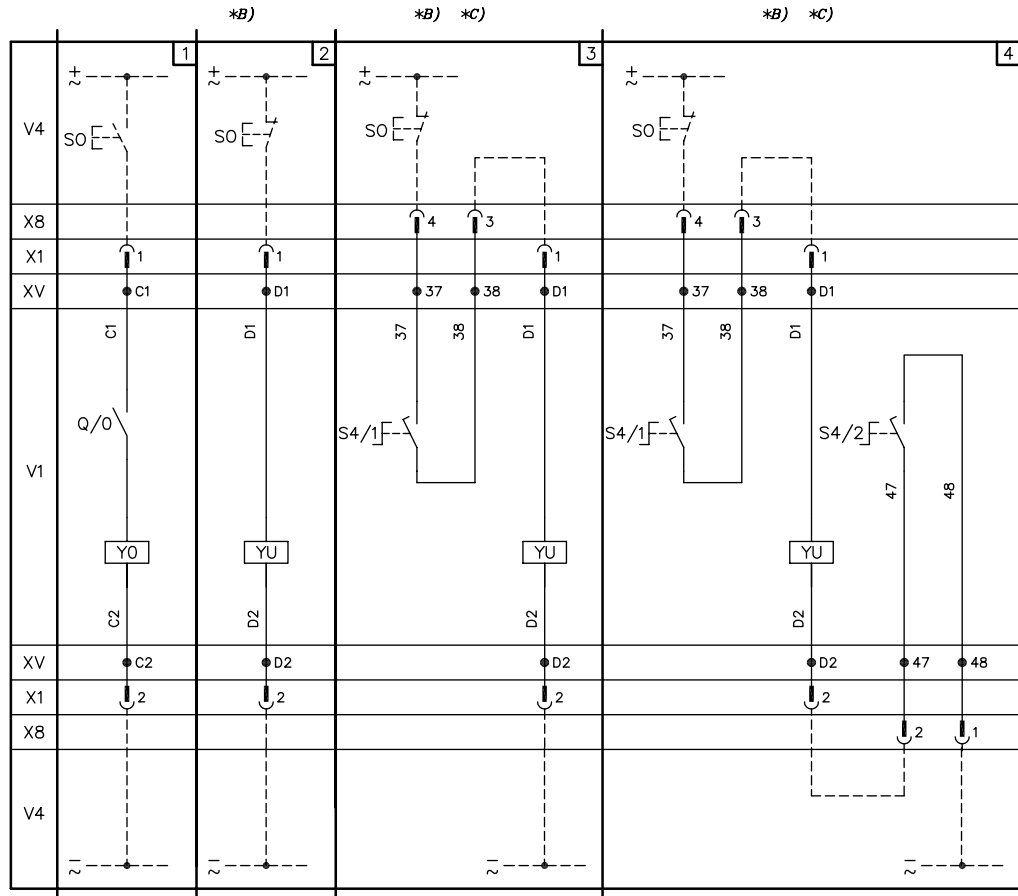 *B) *B) *C) *B) *C)
1 2 3 4
+ ~ + ~ + ~ + ~
V4 SO SO SO SO
X8 4 3 4 3
X1 1 1 1 1
XV C1 D1 37 38 D1 37 38 D1
C1 D1 37 38 D1 37 38 D1
Q/0 S4/1 S4/1 S4/2
V1 47 48
YO YU YU YU
C2 D2 D2 D2
XV C2 D2 D2 D2 47 48
X1 2 2 2 2
X8 2 1
V4
− ~ − ~ − ~ − ~